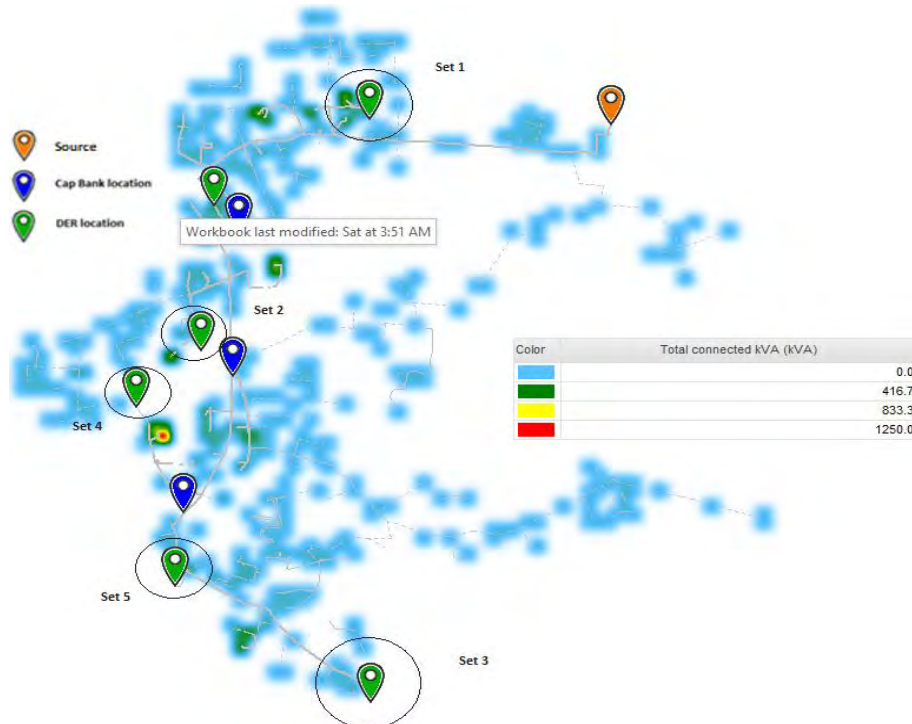 Set 1
Source
Cap Bank location
DER location
Workbook last modified: Sat at 3:51 AM
Set 2
Color Total connected kVA (kVA)
0.0
416.7
833.3
1250.0
Set 4
Set 5
Set 3